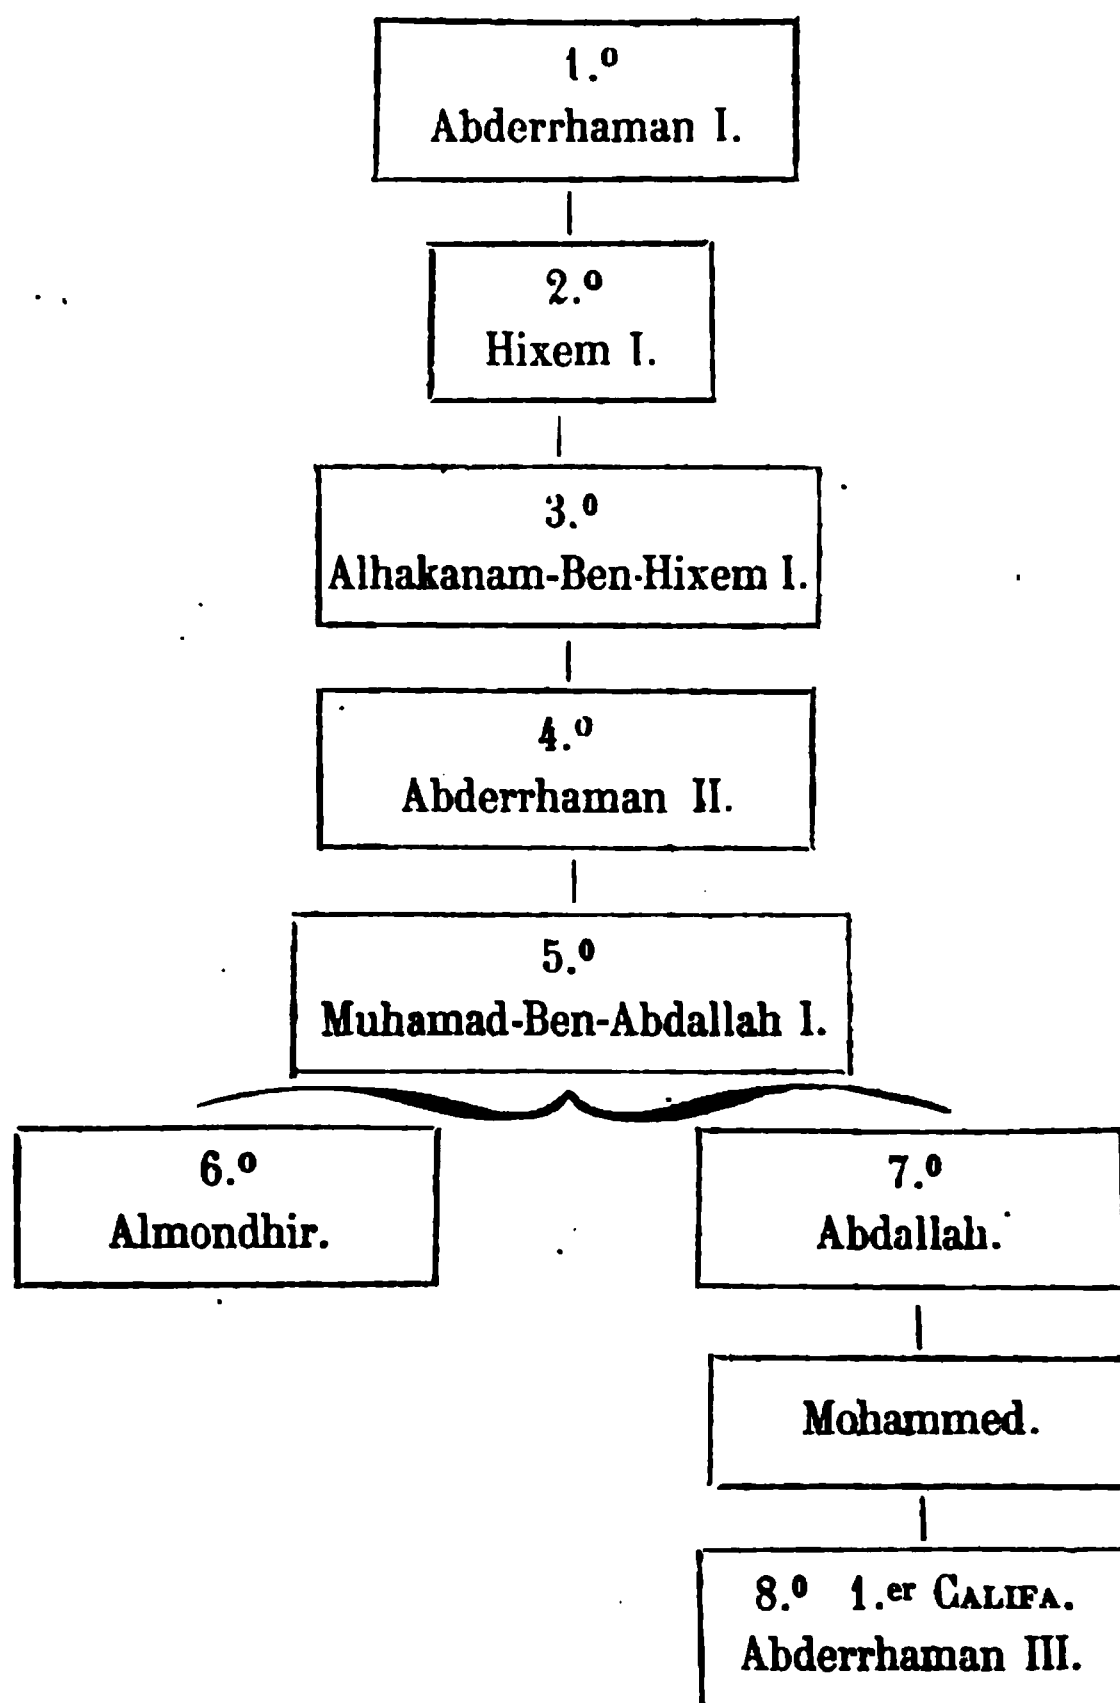 1.º
Abderrhaman I.
2.º
Hixem I.
3.º
Alhakanam-Ben-Hixem I.
4.º
Abderrhaman II.
5.º
Muhamad-Ben-Abdallah I.
6.º
Almondhir.
7.º
Abdallah.
Mohammed.
8.º 1.er CALIFA.
Abderrhaman III.